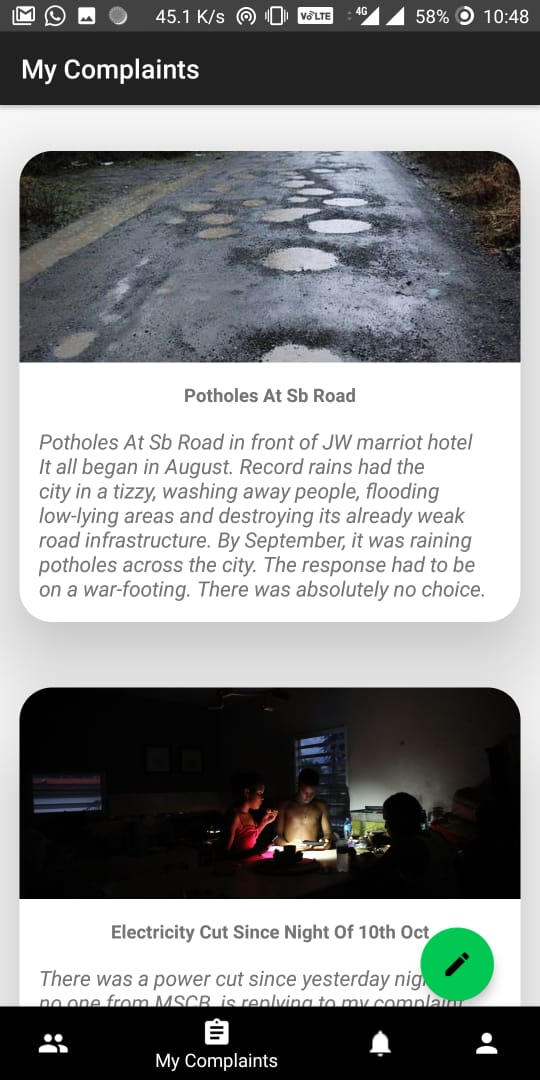 45.1 K/s VoLTE 4G 58% 10:48
My Complaints
Potholes At Sb Road
Potholes At Sb Road in front of JW marriot hotel
It all began in August. Record rains had the
city in a tizzy, washing away people, flooding
low-lying areas and destroying its already weak
road infrastructure. By September, it was raining
potholes across the city. The response had to be
on a war-footing. There was absolutely no choice.
Electricity Cut Since Night Of 10th Oct
There was a power cut since yesterday
no one from MSCB is replying to my complaint
My Complaints